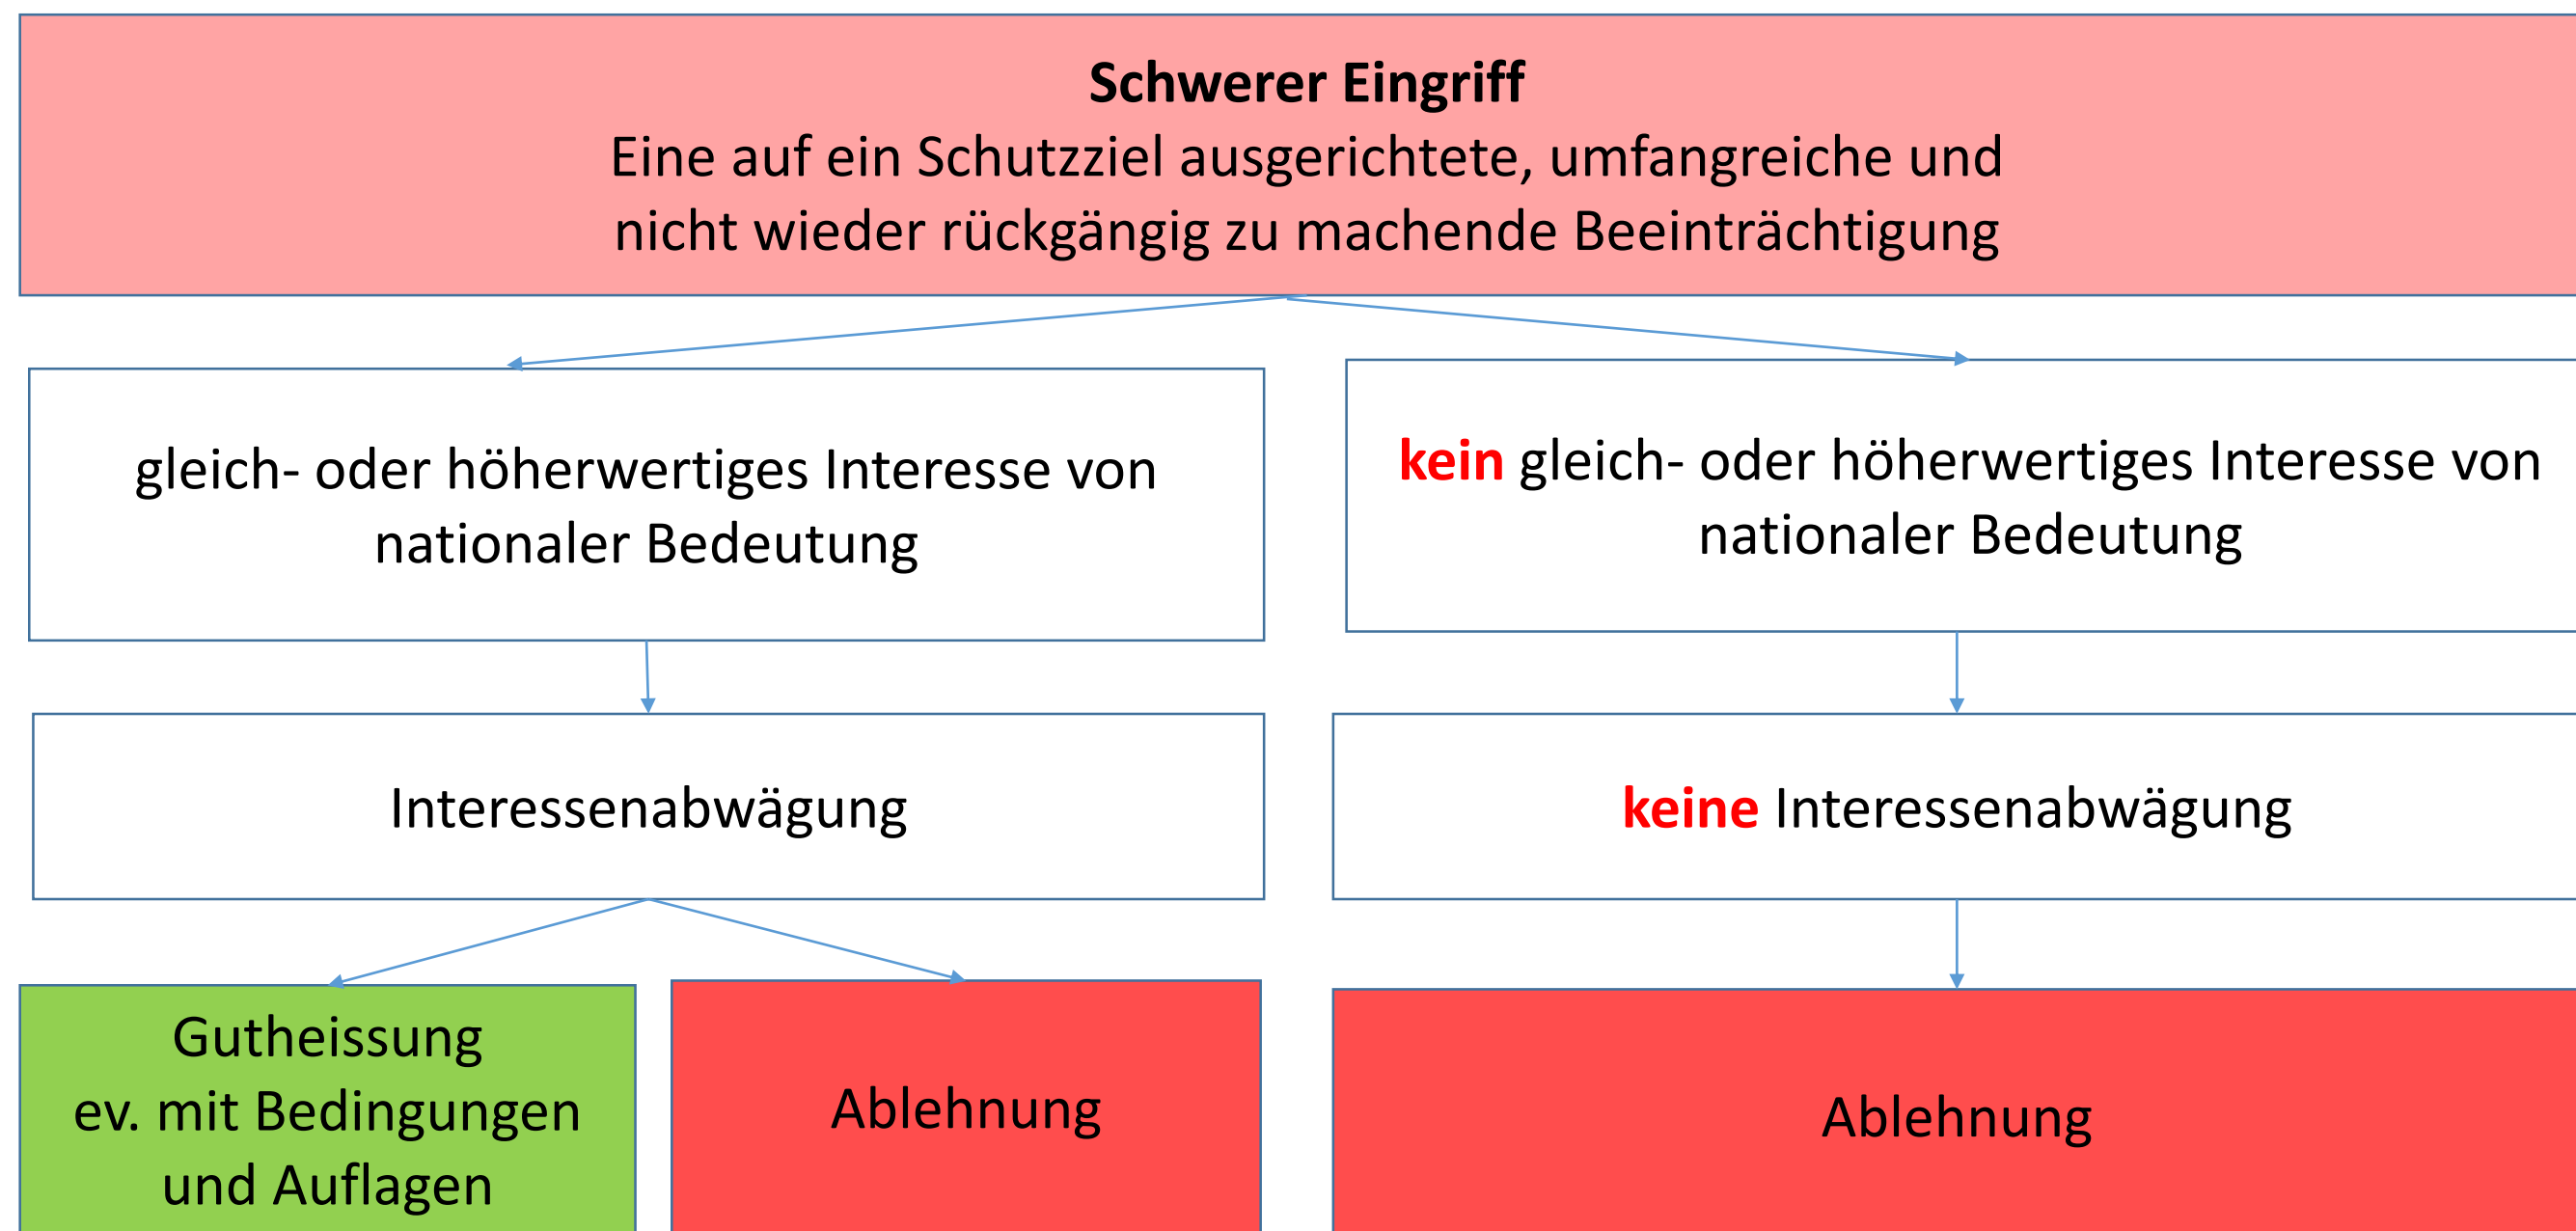 Schwerer Eingriff
Eine auf ein Schutzziel ausgerichtete, umfangreiche und
nicht wieder rückgängig zu machende Beeinträchtigung
gleich- oder höherwertiges Interesse von
nationaler Bedeutung
kein gleich- oder höherwertiges Interesse von
nationaler Bedeutung
Interessenabwägung
keine Interessenabwägung
Gutheissung
ev. mit Bedingungen
und Auflagen
Ablehnung
Ablehnung